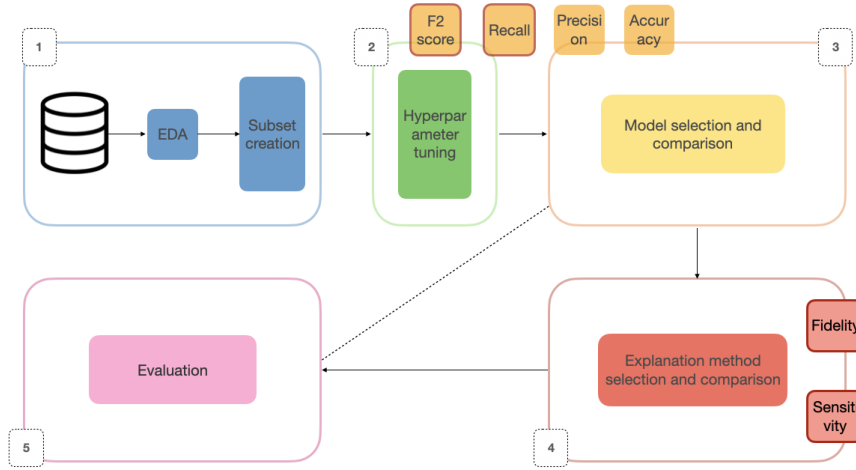 1
EDA
Subset
creation
2
F2
score
Recall
Hyperpar
ameter
tuning
Precisi
on
Accur
acy
3
Model selection and
comparison
Fidelity
Explanation method
selection and comparison
Sensiti
vity
4
Evaluation
5